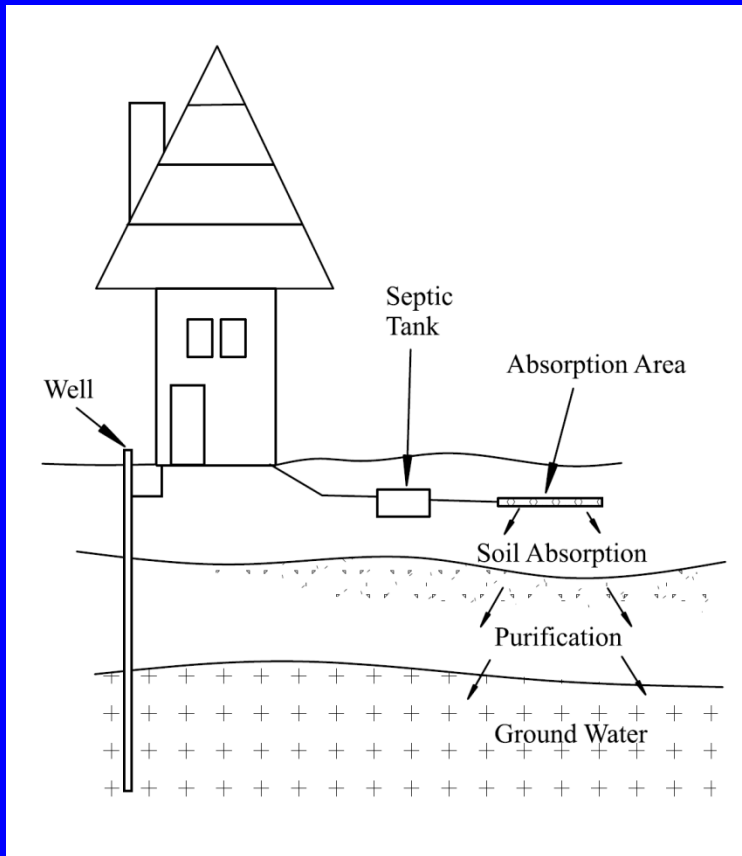 Septic
Tank
Absorption Area
Well
Soil Absorption
Purification
Ground Water